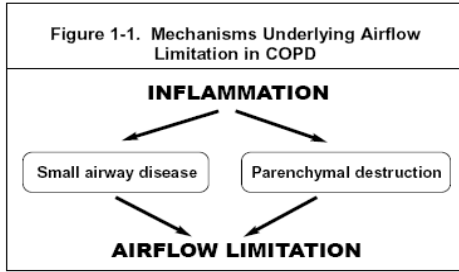 Figure 1-1. Mechanisms Underlying Airflow
Limitation in COPD
INFLAMMATION
Small airway disease
Parenchymal destruction
AIRFLOW LIMITATION